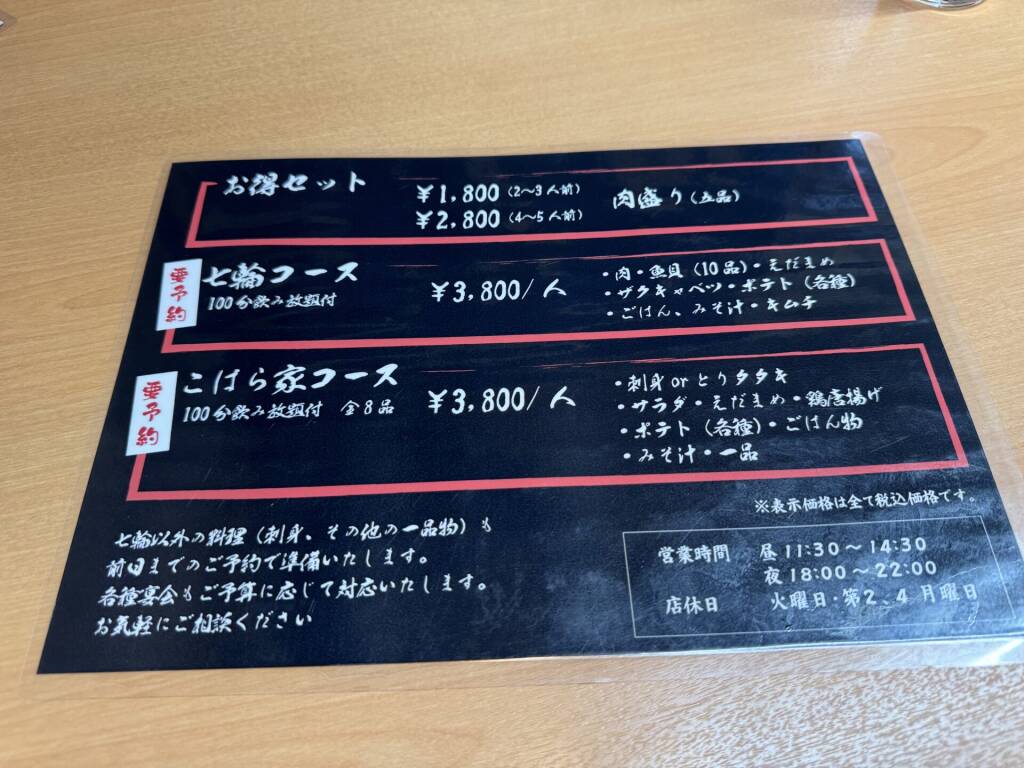 お得セット
¥1,800（2〜3人前）
¥2,800（4〜5人前）
肉盛り（五品）
要予約
七輪コース
100分飲み放題付
¥3,800/人
・肉・魚貝（10品）・えだまめ
・ザクキャベツ・ポテト（各種）
・ごはん、みそ汁・キムチ
要予約
こはら家コース
100分飲み放題付 全8品
¥3,800/人
・刺身orとりタタキ
・サラダ・えだまめ・鶏唐揚げ
・ポテト（各種）・ごはん物
・みそ汁・一品
※表示価格は全て税込価格です。
七輪以外の料理（刺身、その他の一品物）も
前日までのご予約で準備いたします。
各種宴会もご予算に応じて対応いたします。
お気軽にご相談ください
営業時間 昼11:30〜14:30
夜18:00〜22:00
店休日 火曜日・第2、4月曜日